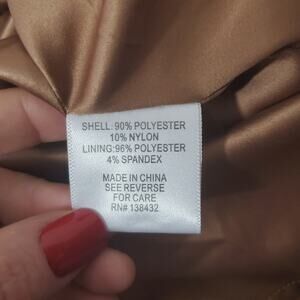 SHELL: 90% POLYESTER
10% NYLON
LINING: 96% POLYESTER
4% SPANDEX
MADE IN CHINA
SEE REVERSE
FOR CARE
RN# 138432